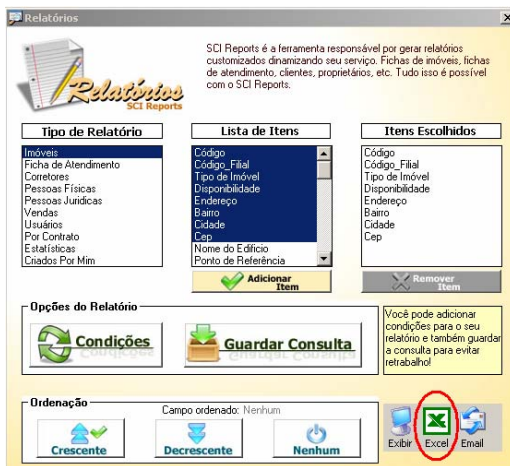 Relatórios
SCI Reports é a ferramenta responsável por gerar relatórios
customizados dinamizando seu serviço. Fichas de imóveis, fichas
de atendimento, clientes, proprietários, etc. Tudo isso é possível
com o SCI Reports.
Relatórios
SCI Reports
Tipo de Relatório
Imóveis
Ficha de Atendimento
Corretores
Pessoas Físicas
Pessoas Juridicas
Vendas
Usuários
Por Contrato
Estatísticas
Criados Por Mim
Lista de Itens
Código
Código_Filial
Tipo de Imóvel
Disponibilidade
Endereço
Bairro
Cidade
Cep
Nome do Edificio
Ponto de Referência
Adicionar
Item
Itens Escolhidos
Código
Código_Filial
Tipo de Imóvel
Disponibilidade
Endereço
Bairro
Cidade
Cep
Remover
Item
Opções do Relatório
Condições
Guardar Consulta
Você pode adicionar
condições para o seu
relatório e também guardar
a consulta para evitar
retrabalho!
Ordenação
Campo ordenado: Nenhum
Crescente
Decrescente
Nenhum
Exibir
Excel
Email